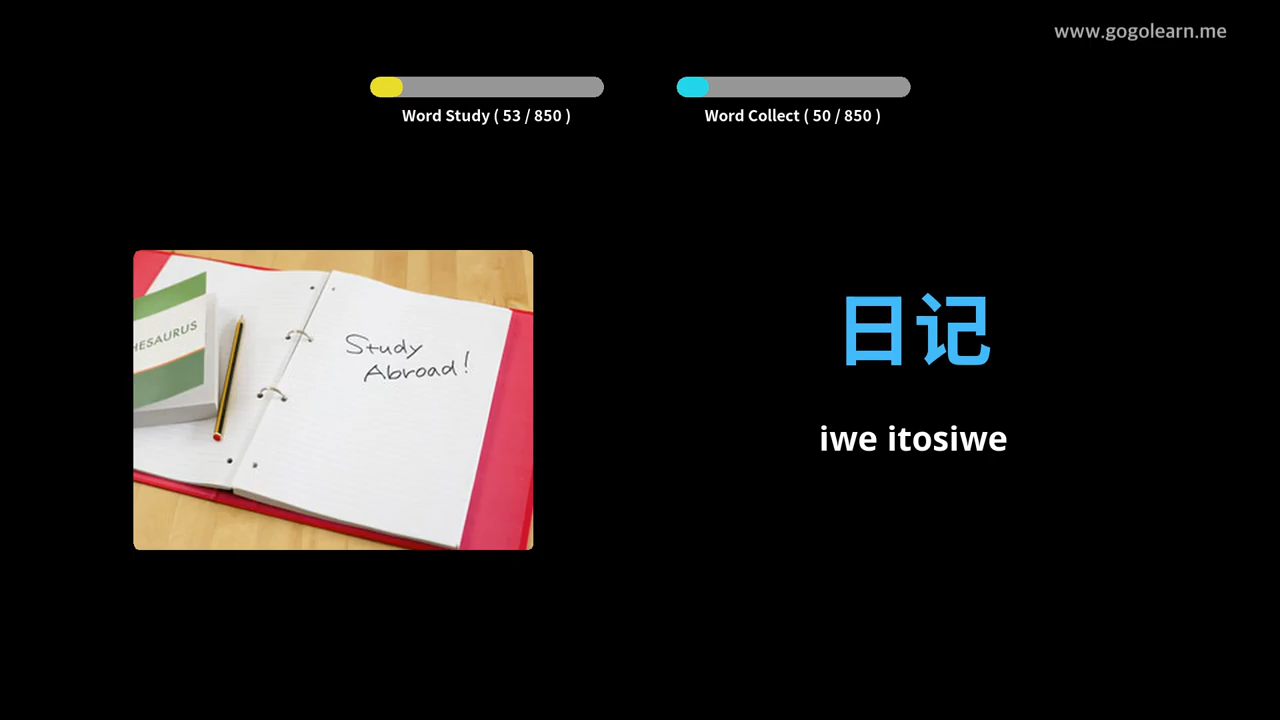 www.gogolearn.me
Word Study ( 53 / 850 )
Word Collect ( 50 / 850 )
HESAURUS
Study
Abroad!
日记
iwe itosiwe